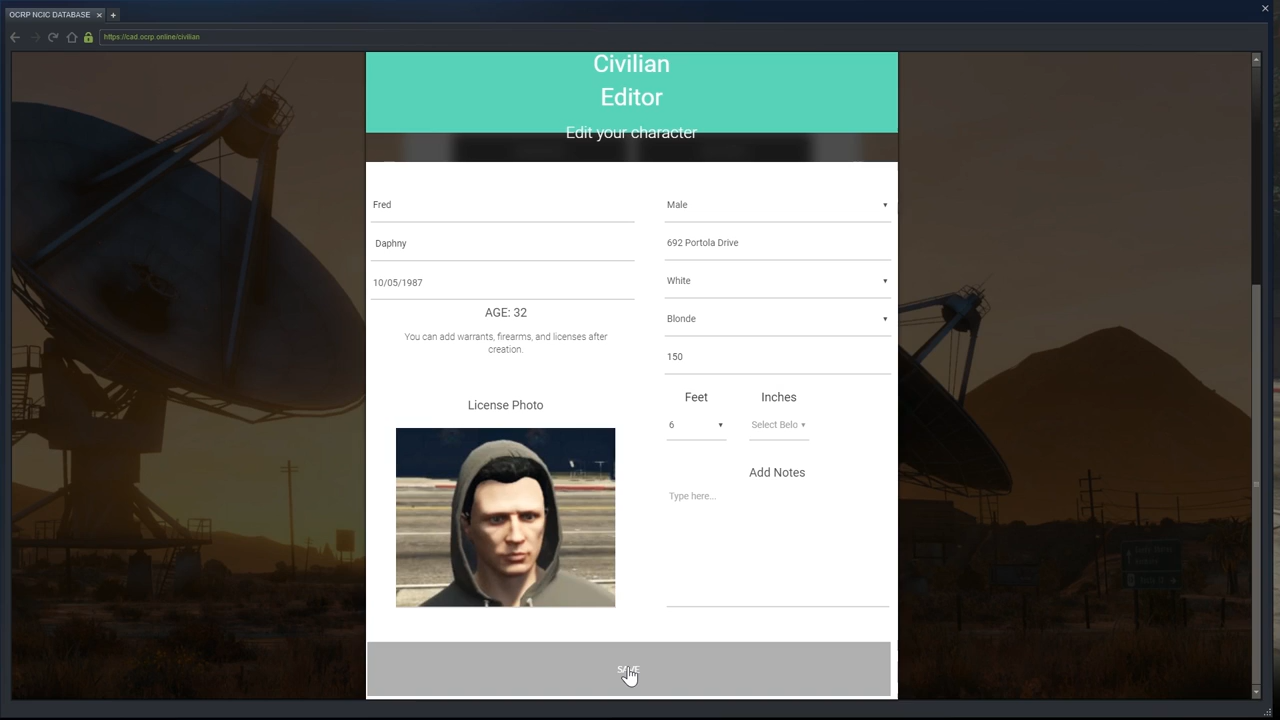 OCRP NCIC DATABASE
https://cad.ocrp.online/civilian
Civilian
Editor
Edit your character
Fred
Daphny
10/05/1987
AGE: 32
You can add warrants, firearms, and licenses after
creation.
License Photo
Male
692 Portola Drive
White
Blonde
150
Feet
Inches
6
Select Belo
Add Notes
Type here...
SAVE